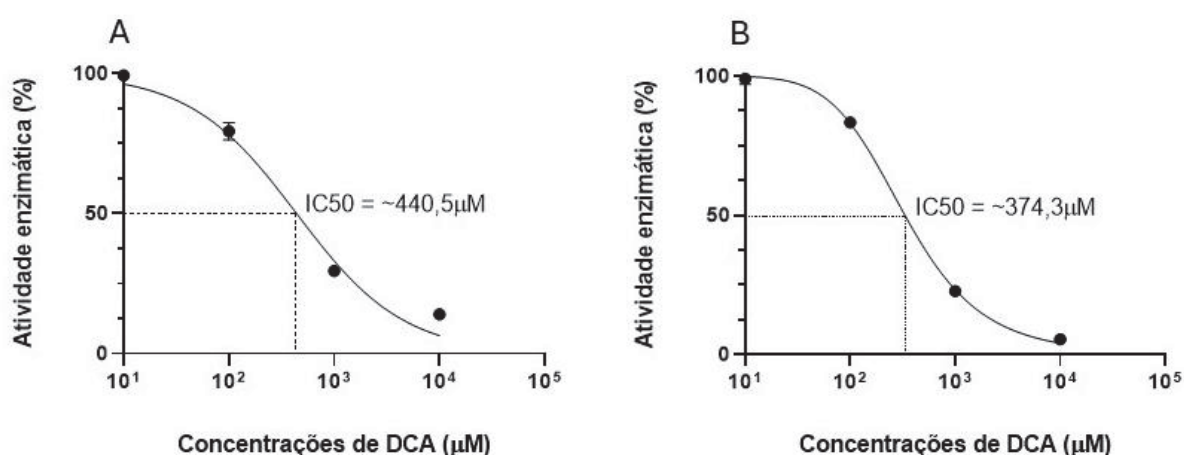 A
Atividade enzimática (%)
100
50
0
IC50 = ~440,5μM
10¹ 10² 10³ 10⁴ 10⁵
Concentrações de DCA (μM)
B
Atividade enzimática (%)
100
50
0
IC50 = ~374,3μM
10¹ 10² 10³ 10⁴ 10⁵
Concentrações de DCA (μM)